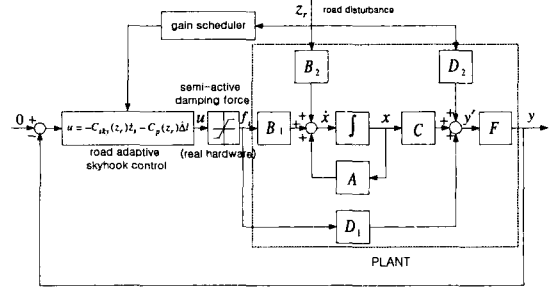 Z_r road disturbance
gain scheduler
B_2
D_2
semi-active
damping force
0 +
−
u = -C_sky(z_r)ż_s - C_p(z_r)Δl
u
f
B_1
+
+
+
ẋ
∫
x
C
+
+
+
y'
F
y
road adaptive
skyhook control
(real hardware)
A
D_1
PLANT